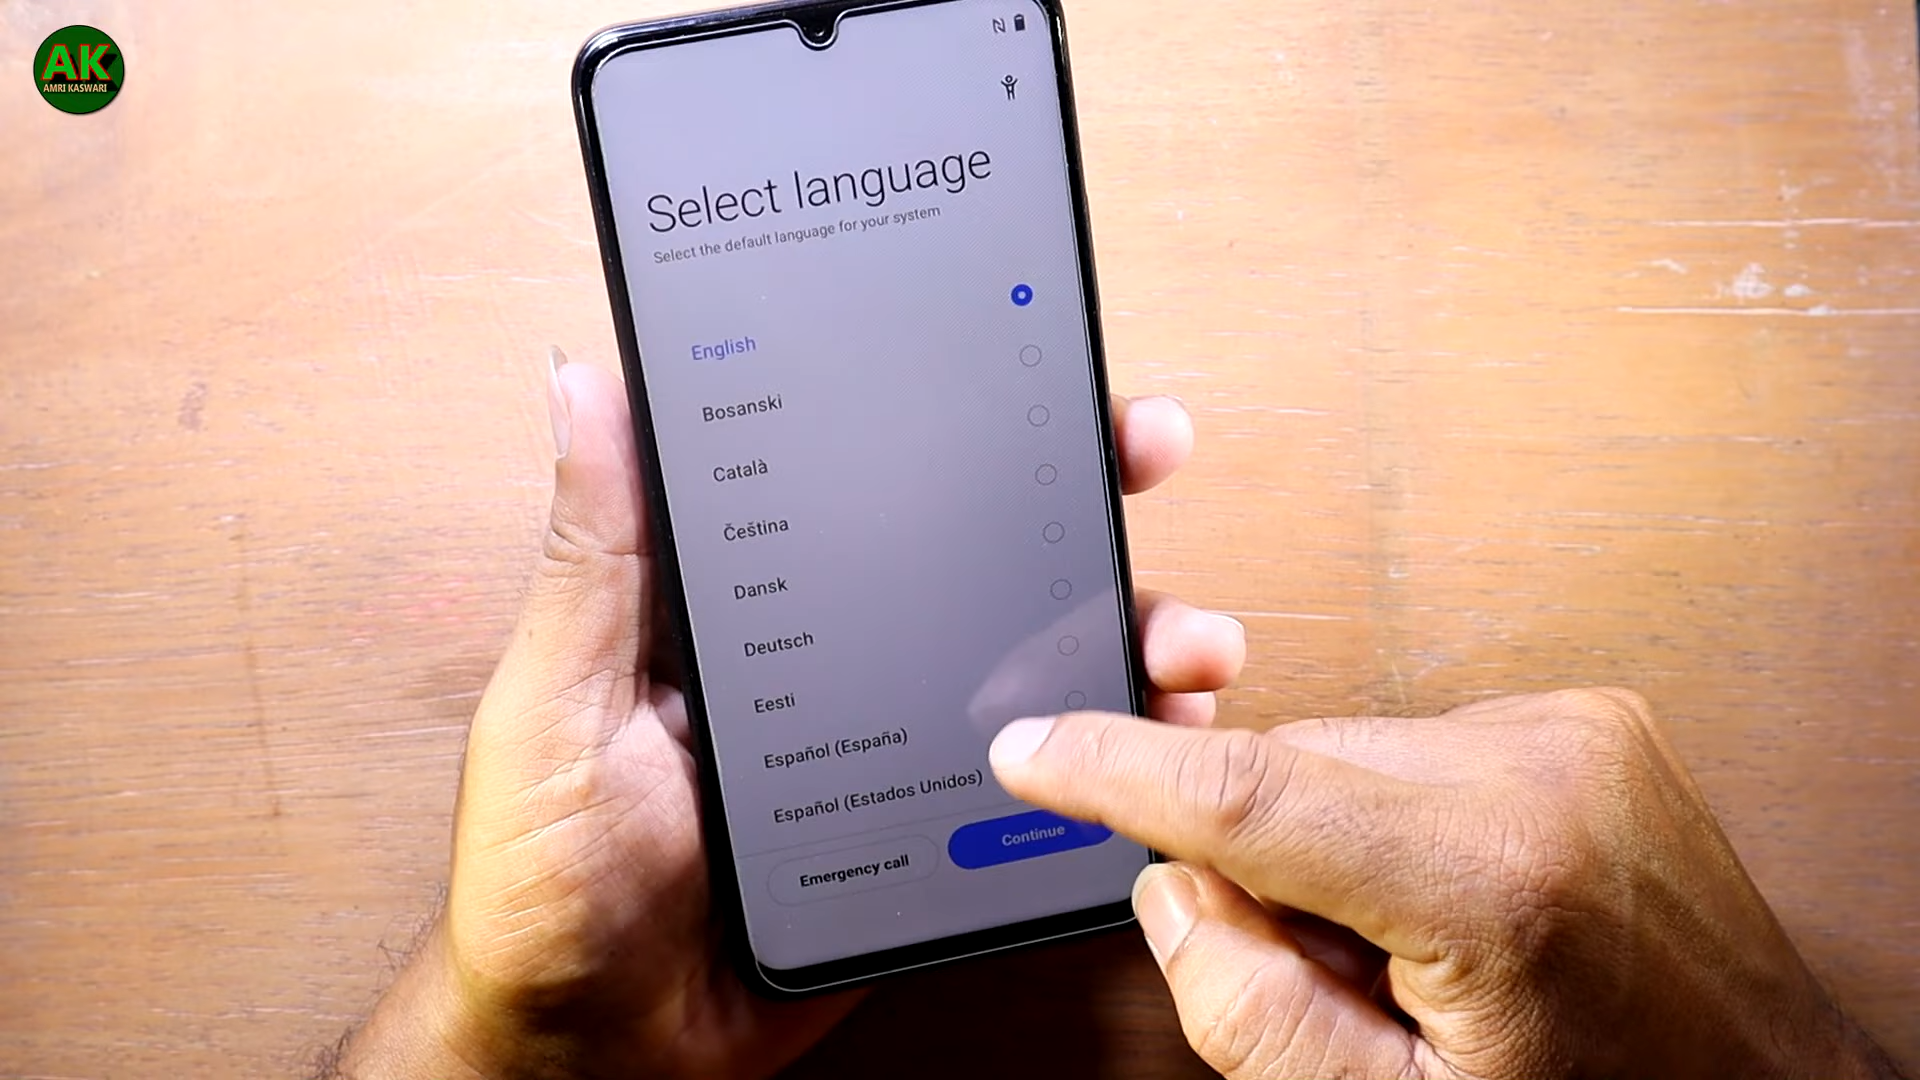 AK
AMRI KASWARI
Select language
Select the default language for your system
English
Bosanski
Català
Čeština
Dansk
Deutsch
Eesti
Español (España)
Español (Estados Unidos)
Emergency call
Continue